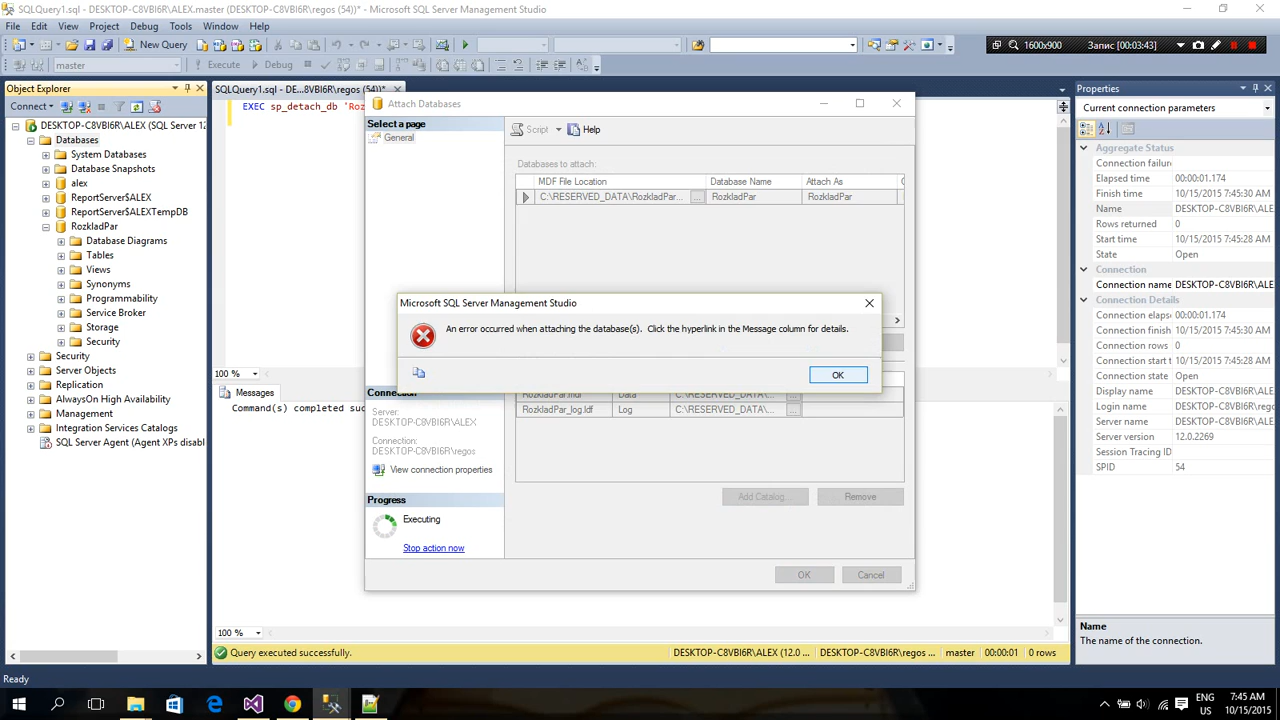 SQLQuery1.sql - DESKTOP-C8VBI6R\ALEX.master (DESKTOP-C8VBI6R\regos (54))* - Microsoft SQL Server Management Studio
File Edit View Project Debug Tools Window Help
New Query
1600x900 Запис [00:03:43]
master Execute Debug
Object Explorer
Connect
DESKTOP-C8VBI6R\ALEX (SQL Server 12
Databases
System Databases
Database Snapshots
alex
ReportServer$ALEX
ReportServer$ALEXTempDB
RozkladPar
Database Diagrams
Tables
Views
Synonyms
Programmability
Service Broker
Storage
Security
Security
Server Objects
Replication
AlwaysOn High Availability
Management
Integration Services Catalogs
SQL Server Agent (Agent XPs disabl
SQLQuery1.sql - DE...8VBI6R\regos (54))*
EXEC sp_detach_db 'Roz
100 %
Messages
Command(s) completed suc
100 %
Query executed successfully.
DESKTOP-C8VBI6R\ALEX (12.0 ... DESKTOP-C8VBI6R\regos ... master 00:00:01 0 rows
Attach Databases
Select a page
General
Script Help
Databases to attach:
MDF File Location Database Name Attach As
C:\RESERVED_DATA\RozkladPar... ... RozkladPar RozkladPar
Microsoft SQL Server Management Studio
An error occurred when attaching the database(s). Click the hyperlink in the Message column for details.
OK
RozkladPar.mdf Data C:\RESERVED_DATA\... ...
RozkladPar_log.ldf Log C:\RESERVED_DATA\... ...
Connection
Server:
DESKTOP-C8VBI6R\ALEX
Connection:
DESKTOP-C8VBI6R\regos
View connection properties
Progress
Executing
Stop action now
Add Catalog... Remove
OK Cancel
Properties
Current connection parameters
Aggregate Status
Connection failur
Elapsed time 00:00:01.174
Finish time 10/15/2015 7:45:30 AM
Name DESKTOP-C8VBI6R\ALE
Rows returned 0
Start time 10/15/2015 7:45:28 AM
State Open
Connection
Connection name DESKTOP-C8VBI6R\ALE
Connection Details
Connection elaps 00:00:01.174
Connection finish 10/15/2015 7:45:30 AM
Connection rows 0
Connection start t 10/15/2015 7:45:28 AM
Connection state Open
Display name DESKTOP-C8VBI6R\ALE
Login name DESKTOP-C8VBI6R\rego
Server name DESKTOP-C8VBI6R\ALE
Server version 12.0.2269
Session Tracing ID
SPID 54
Name
The name of the connection.
Ready
ENG
US
7:45 AM
10/15/2015